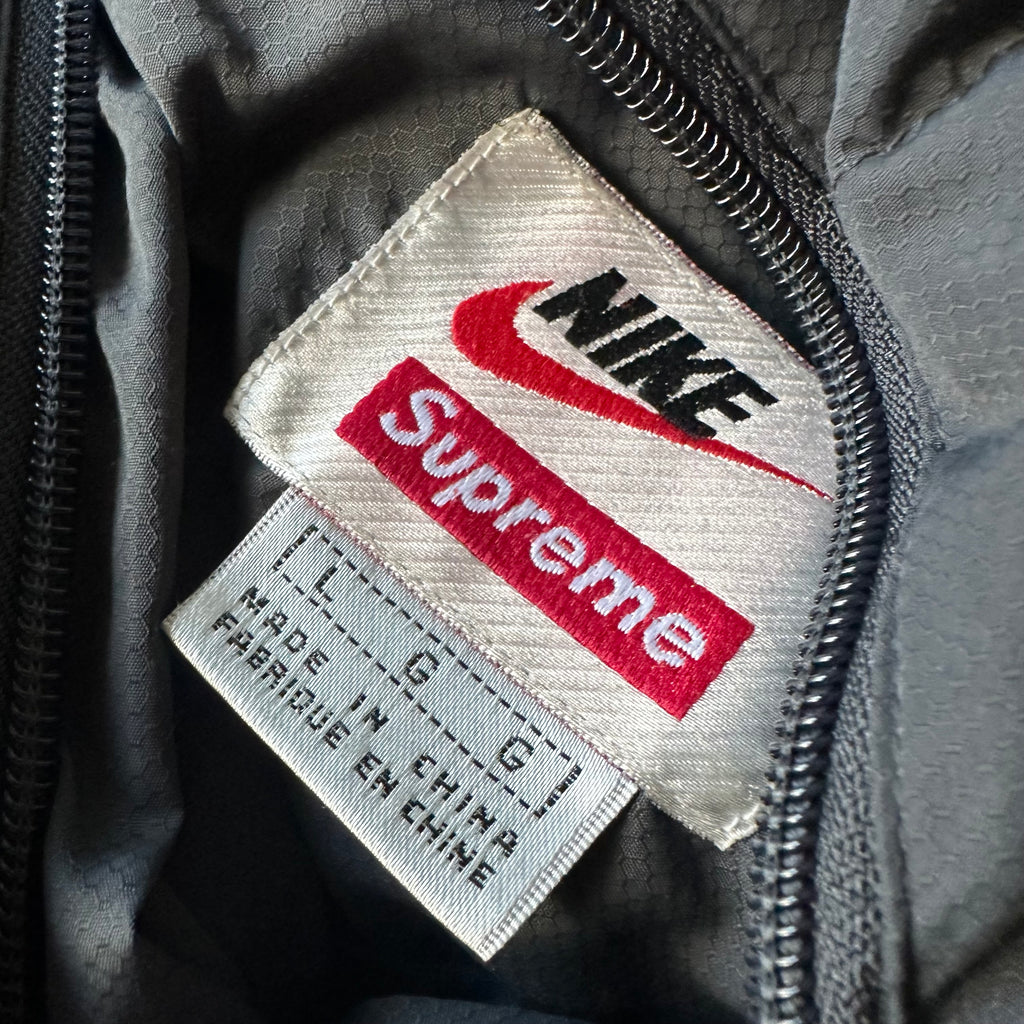 NIKE
Supreme
L G G
MADE IN CHINA
FABRIQUE EN CHINE